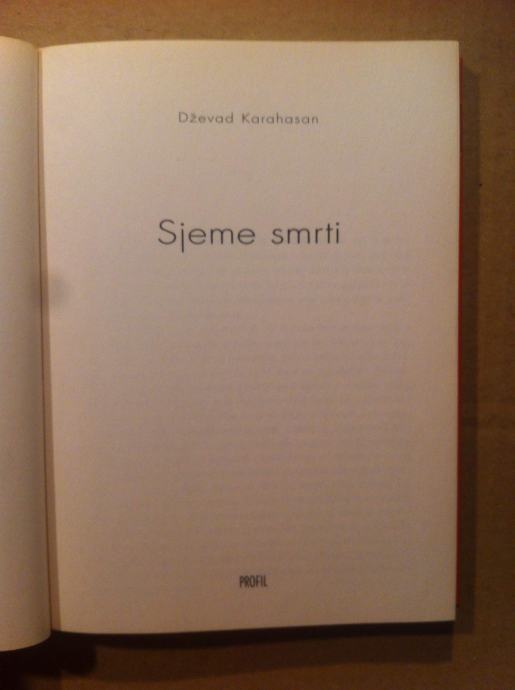 Dževad Karahasan
Sjeme smrti
PROFIL